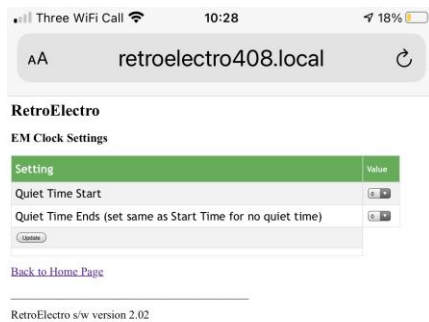 Three WiFi Call 10:28 18%
AA retroelectro408.local
RetroElectro
EM Clock Settings
Setting Value
Quiet Time Start 0
Quiet Time Ends (set same as Start Time for no quiet time) 0
Update
Back to Home Page
RetroElectro s/w version 2.02